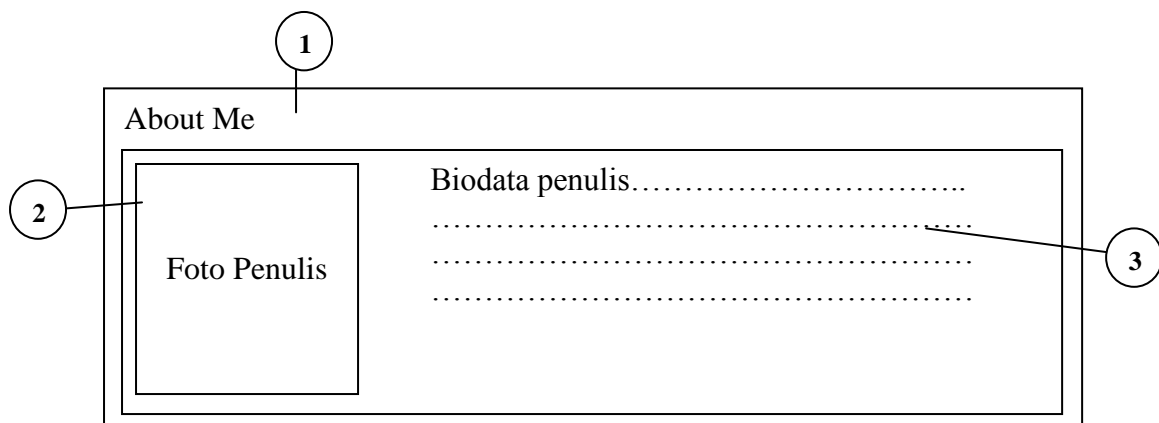 1
About Me
Biodata penulis…………………………..
2
……………………………………………
3
Foto Penulis
……………………………………………
……………………………………………